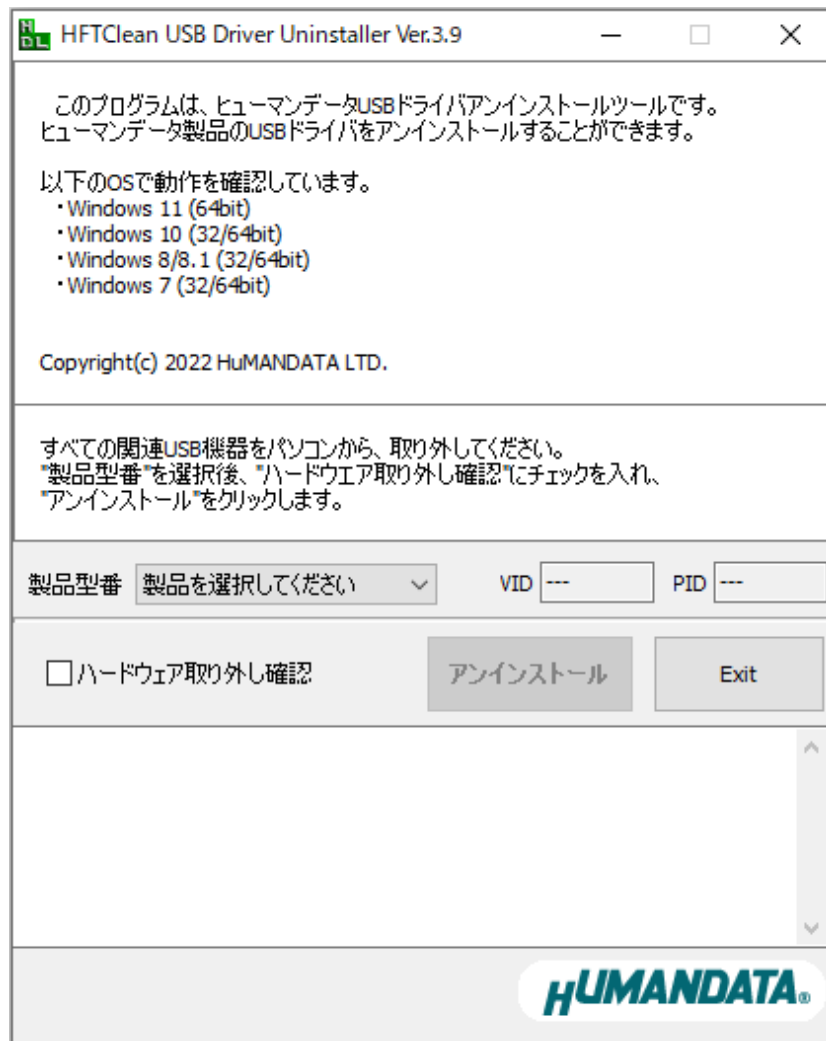 HDL HFTClean USB Driver Uninstaller Ver.3.9
このプログラムは、ヒューマンデータUSBドライバアンインストールツールです。
ヒューマンデータ製品のUSBドライバをアンインストールすることができます。
以下のOSで動作を確認しています。
・Windows 11 (64bit)
・Windows 10 (32/64bit)
・Windows 8/8.1 (32/64bit)
・Windows 7 (32/64bit)
Copyright(c) 2022 HuMANDATA LTD.
すべての関連USB機器をパソコンから、取り外してください。
"製品型番"を選択後、"ハードウエア取り外し確認"にチェックを入れ、
"アンインストール"をクリックします。
製品型番 製品を選択してください VID --- PID ---
ハードウェア取り外し確認 アンインストール Exit
HUMANDATA®